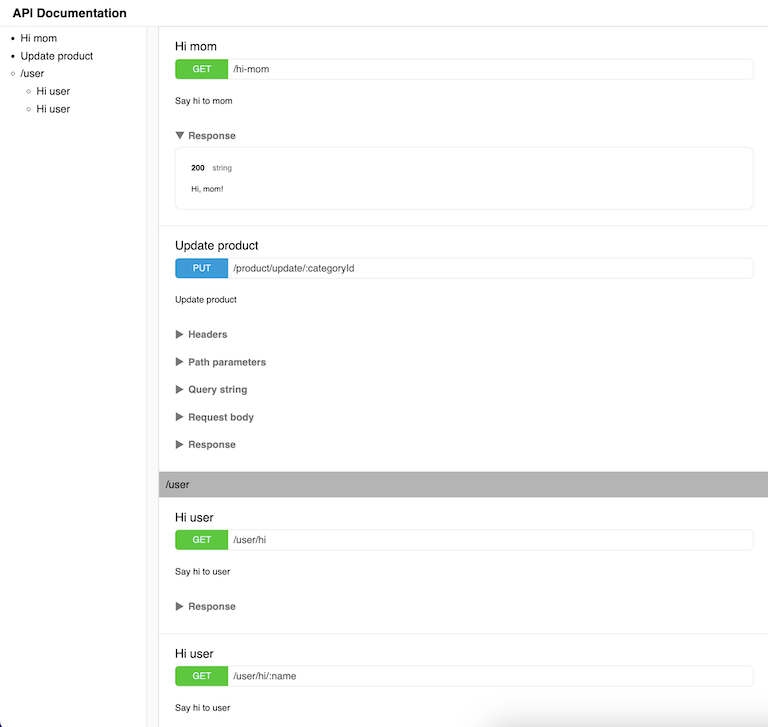 API Documentation
Hi mom
Update product
/user
Hi user
Hi user
Hi mom
GET /hi-mom
Say hi to mom
Response
200 string
Hi, mom!
Update product
PUT /product/update/:categoryId
Update product
Headers
Path parameters
Query string
Request body
Response
/user
Hi user
GET /user/hi
Say hi to user
Response
Hi user
GET /user/hi/:name
Say hi to user